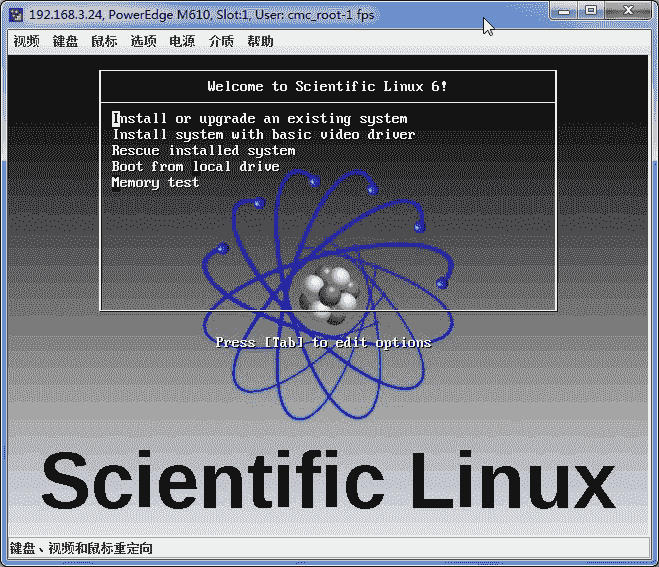 192.168.3.24, PowerEdge M610, Slot:1, User: cmc_root-1 fps
视频 键盘 鼠标 选项 电源 介质 帮助
Welcome to Scientific Linux 6!
Install or upgrade an existing system
Install system with basic video driver
Rescue installed system
Boot from local drive
Memory test
Press [Tab] to edit options
Scientific Linux
键盘、视频和鼠标重定向